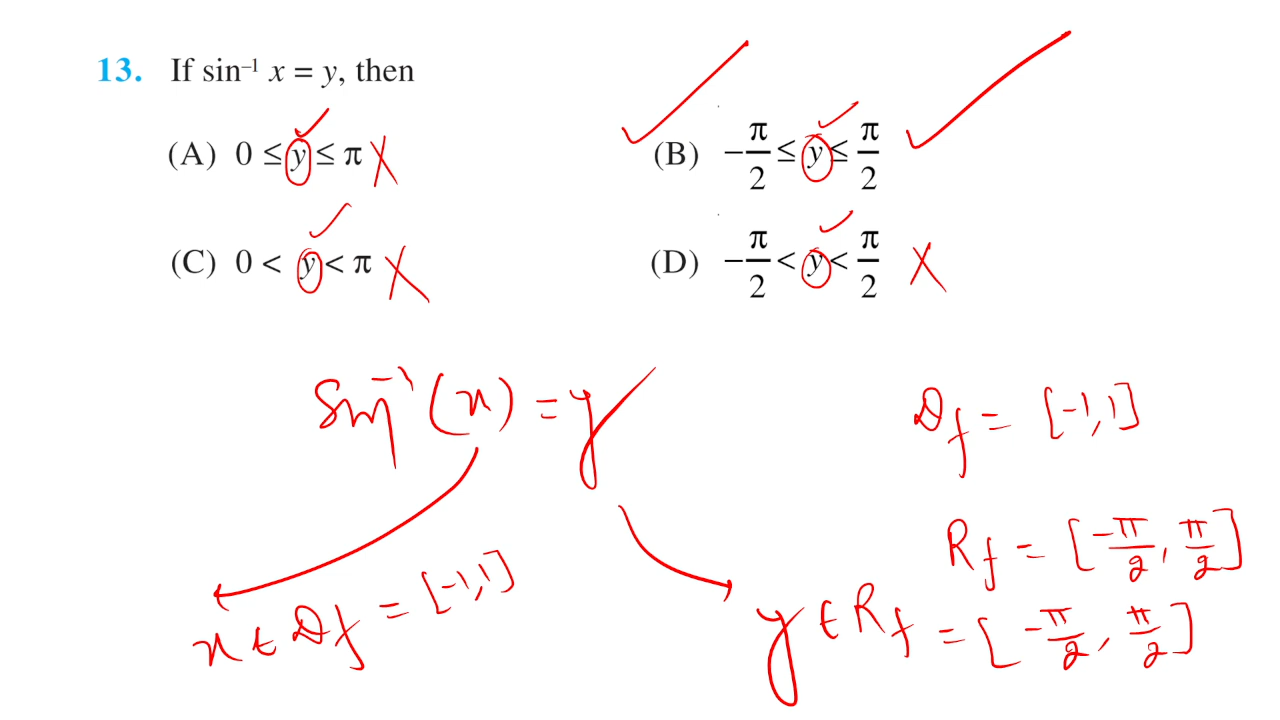 13. If sin⁻¹ x = y, then
(A) 0 ≤ y ≤ π X
(B) -π/2 ≤ y ≤ π/2
(C) 0 < y < π X
(D) -π/2 < y < π/2 X
Sin⁻¹(x) = y
D_f = [-1,1]
R_f = [-π/2, π/2]
x ∈ D_f = [-1,1]
y ∈ R_f = [-π/2, π/2]